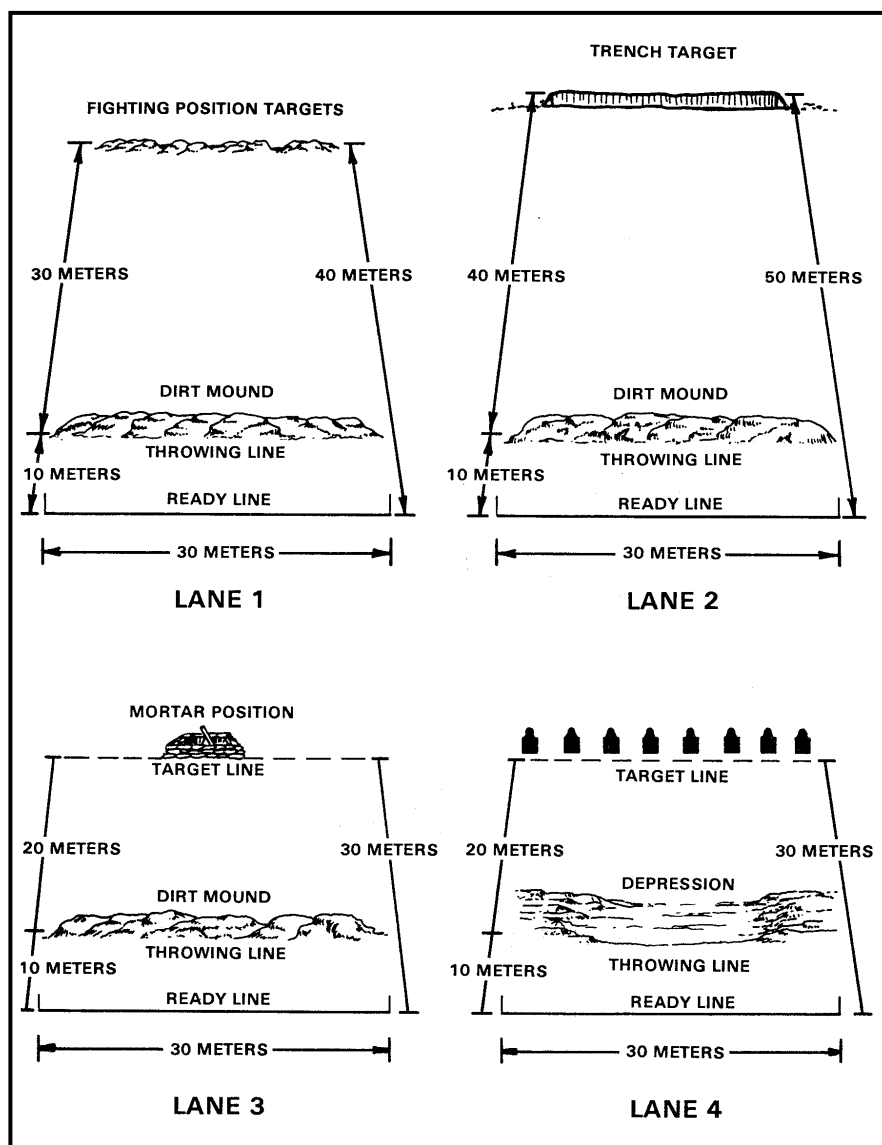 FIGHTING POSITION TARGETS
30 METERS
40 METERS
DIRT MOUND
THROWING LINE
10 METERS
READY LINE
30 METERS
LANE 1
TRENCH TARGET
40 METERS
50 METERS
DIRT MOUND
THROWING LINE
10 METERS
READY LINE
30 METERS
LANE 2
MORTAR POSITION
TARGET LINE
20 METERS
30 METERS
DIRT MOUND
THROWING LINE
10 METERS
READY LINE
30 METERS
LANE 3
TARGET LINE
20 METERS
30 METERS
DEPRESSION
THROWING LINE
10 METERS
READY LINE
30 METERS
LANE 4